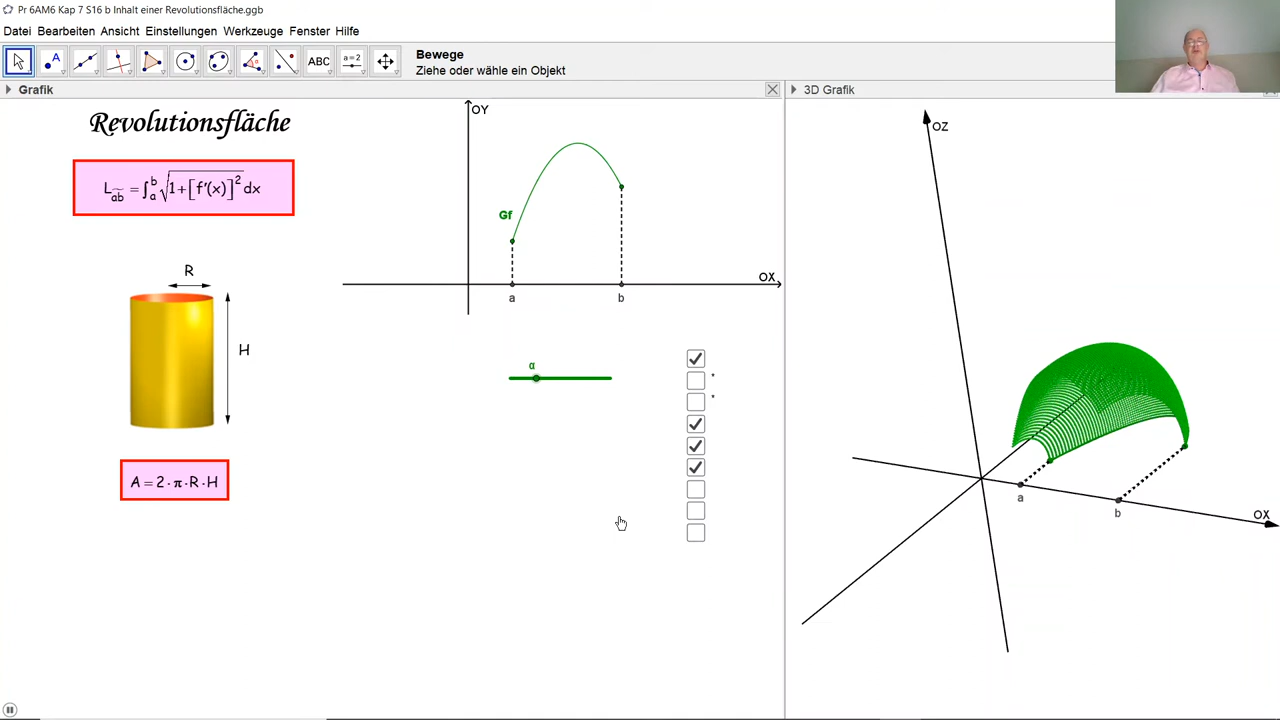 Pr 6AM6 Kap 7 S16 b Inhalt einer Revolutionsfläche.ggb
Datei Bearbeiten Ansicht Einstellungen Werkzeuge Fenster Hilfe
A
ABC
a=2
Bewege
Ziehe oder wähle ein Objekt
Grafik
3D Grafik
Revolutionsfläche
L_{ab} = ∫_a^b √(1+[f'(x)]²) dx
R
H
A = 2 · π · R · H
OY
Gf
OX
a
b
α
OZ
a
b
OX